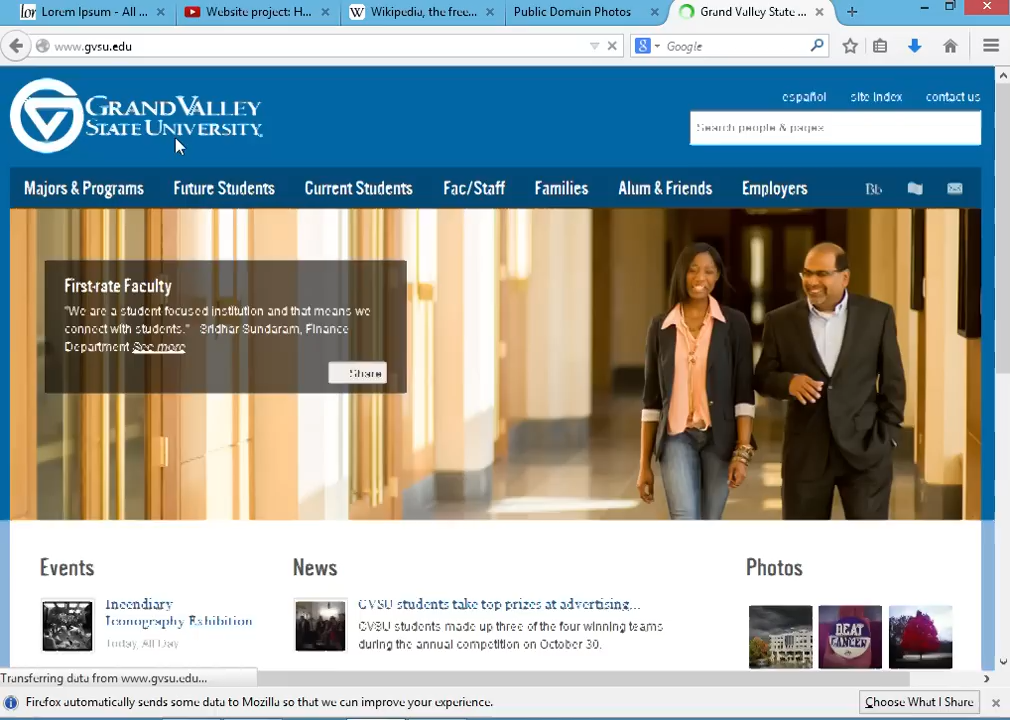 lor Lorem Ipsum - All ...
Website project: H...
W Wikipedia, the free...
Public Domain Photos
Grand Valley State ...
www.gvsu.edu
8 Google
español
site index
contact us
GRAND VALLEY
STATE UNIVERSITY.
Search people & pages
Majors & Programs
Future Students
Current Students
Fac/Staff
Families
Alum & Friends
Employers
Bb
First-rate Faculty
"We are a student focused institution and that means we
connect with students." Sridhar Sundaram, Finance
Department See more
Share
Events
News
Photos
Incendiary
Iconography Exhibition
Today, All Day
GVSU students take top prizes at advertising...
GVSU students made up three of the four winning teams
during the annual competition on October 30.
BEAT
CANCER
Transferring data from www.gvsu.edu...
Firefox automatically sends some data to Mozilla so that we can improve your experience.
Choose What I Share